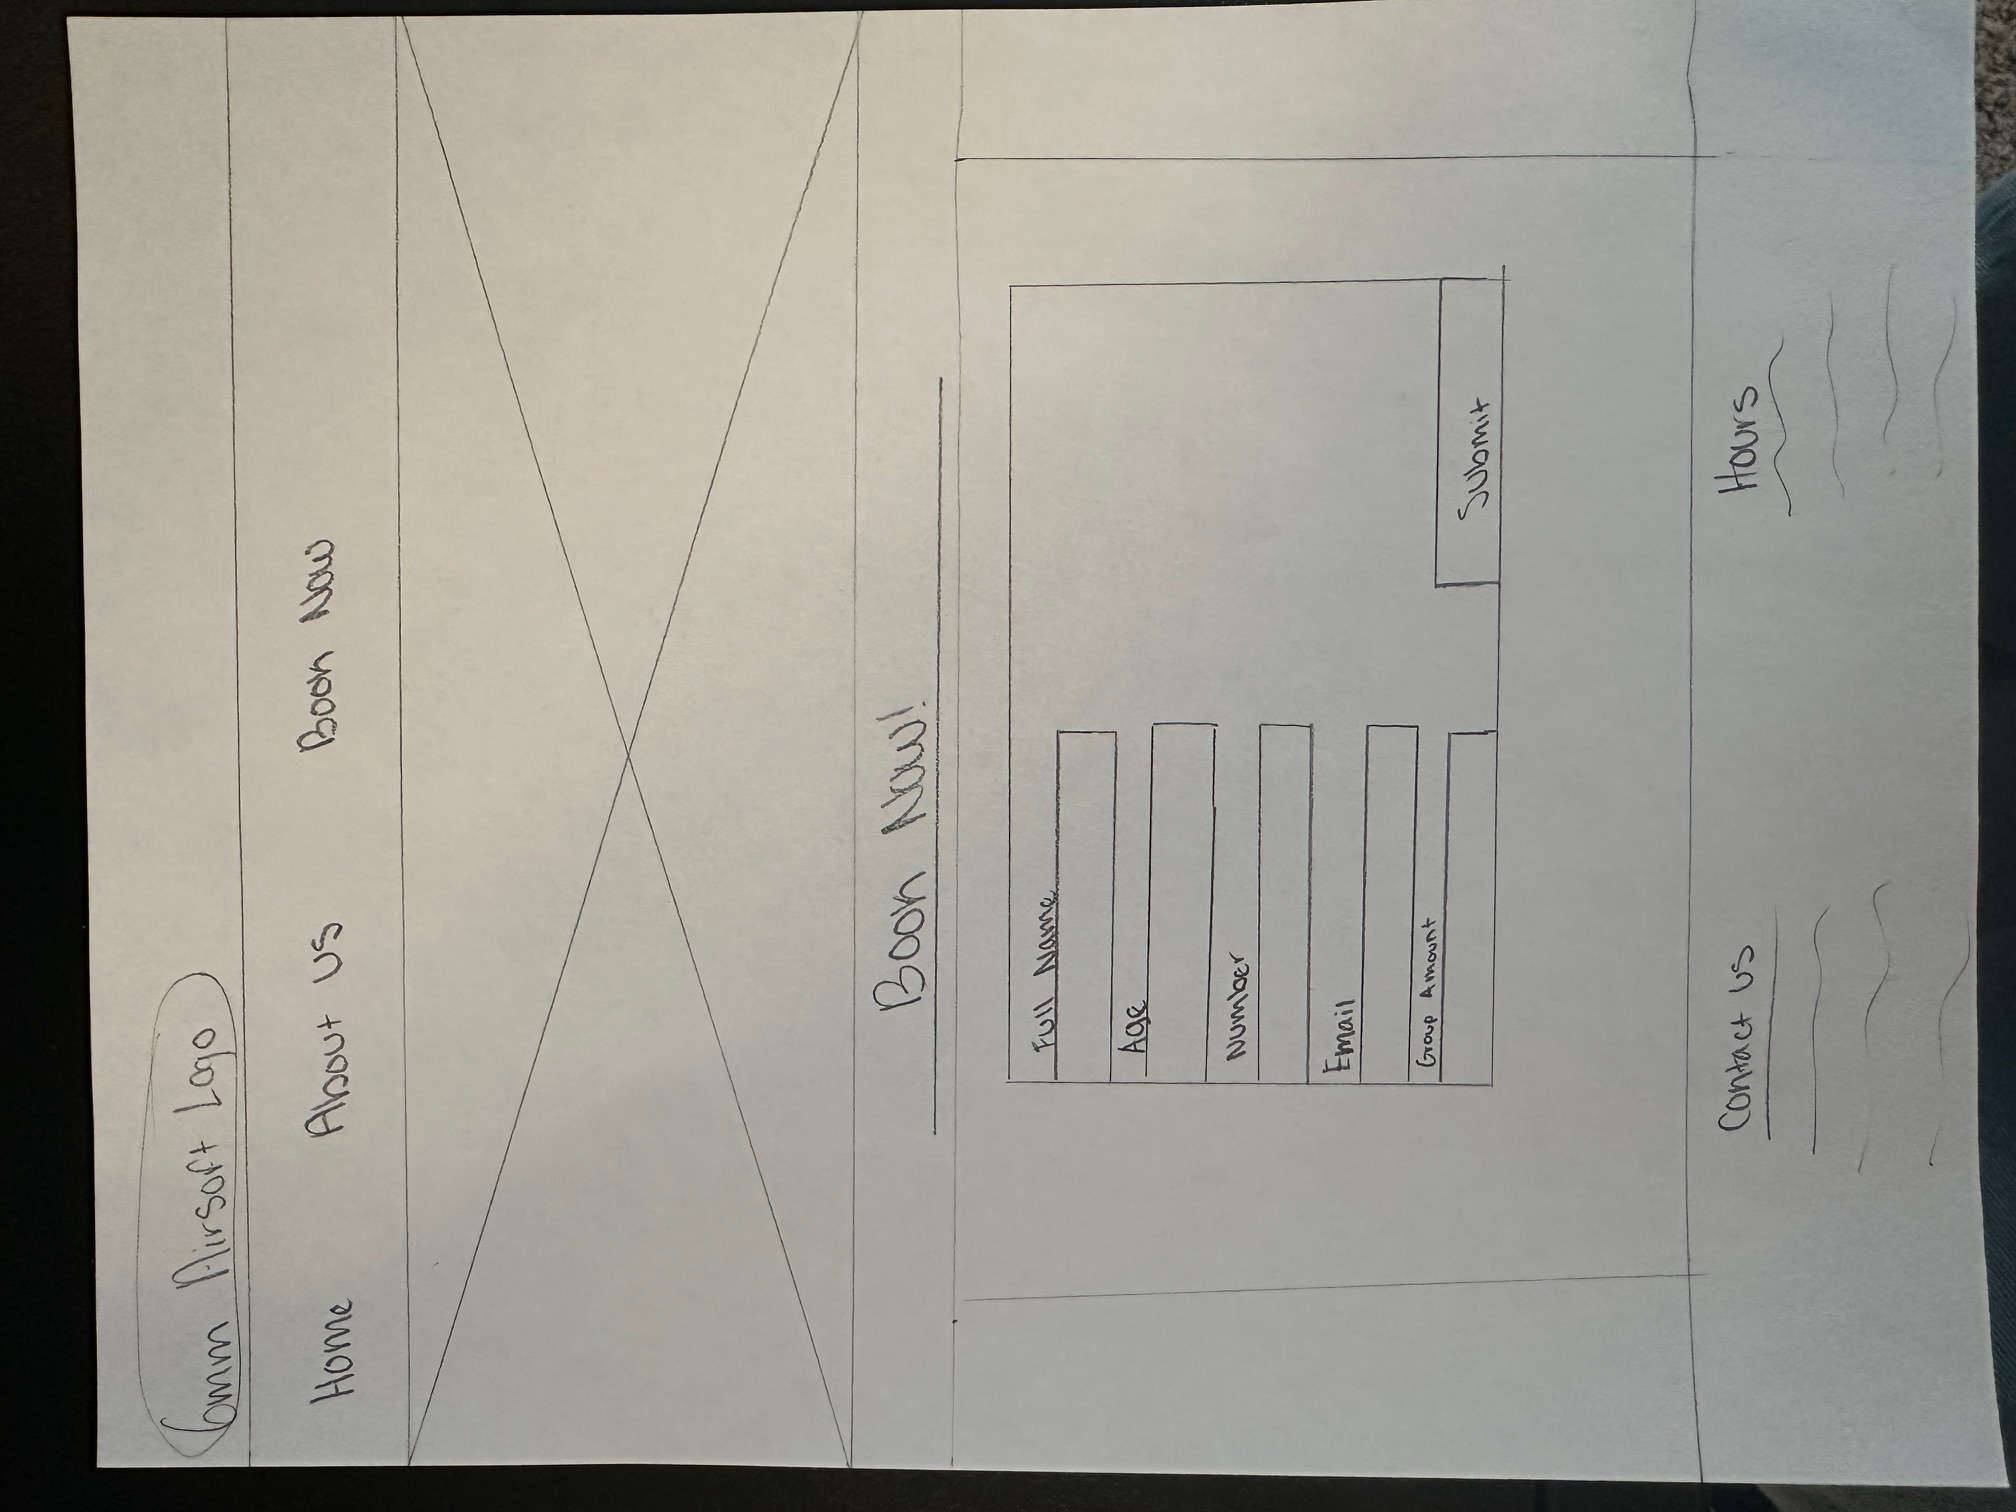 6mm Airsoft Logo
Home About Us Book Now
Book Now!
Full Name
Age
Number
Email
Group Amount
Submit
Contact Us Hours